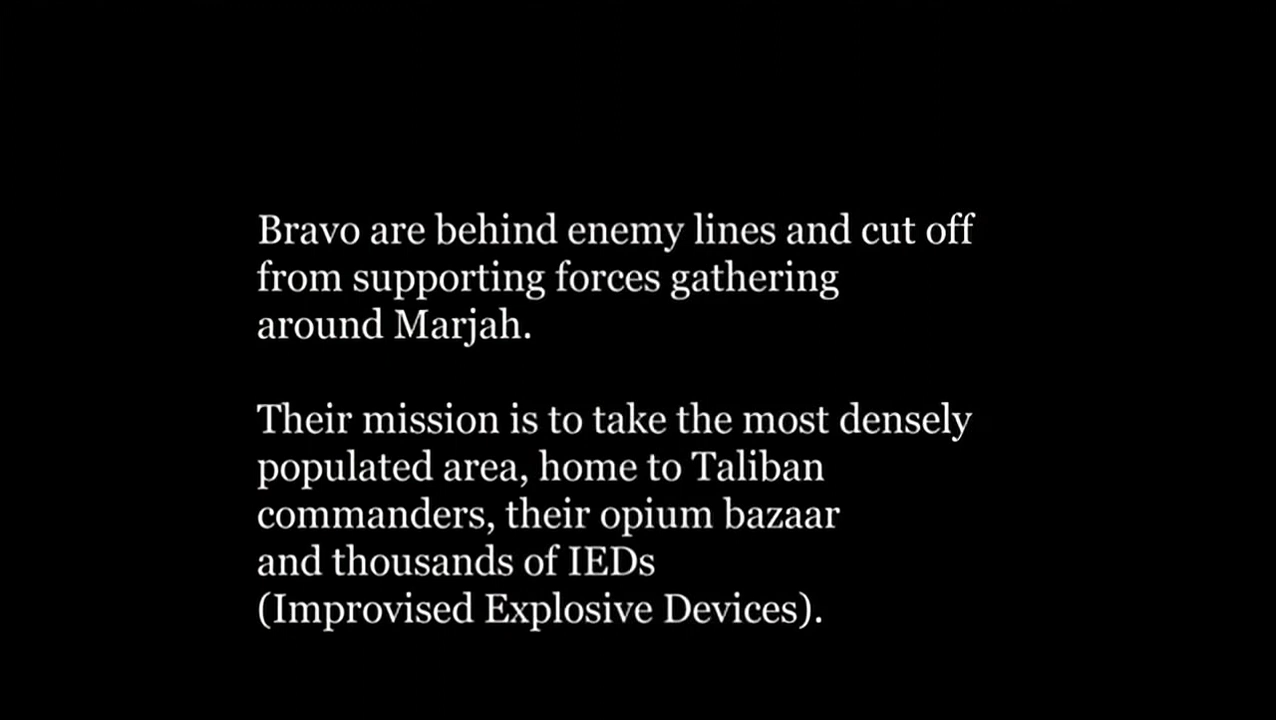 Bravo are behind enemy lines and cut off
from supporting forces gathering
around Marjah.
Their mission is to take the most densely
populated area, home to Taliban
commanders, their opium bazaar
and thousands of IEDs
(Improvised Explosive Devices).